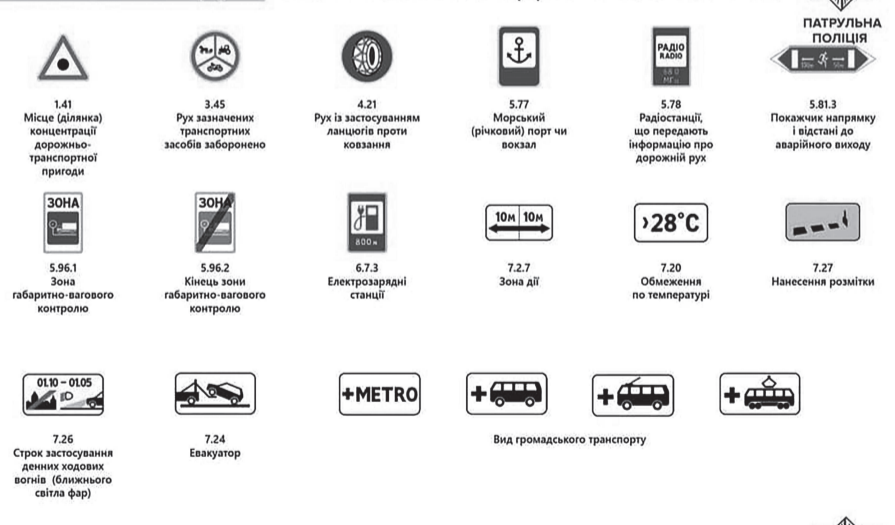 ПАТРУЛЬНА
ПОЛІЦІЯ
РАДІО
RADIO
1.41
Місце (ділянка)
концентрації
дорожньо-
транспортної
пригоди
3.45
Рух зазначених
транспортних
засобів заборонено
4.21
Рух із застосуванням
ланцюгів проти
ковзання
5.77
Морський
(річковий) порт чи
вокзал
5.78
Радіостанції,
що передають
інформацію про
дорожній рух
5.81.3
Покажчик напрямку
і відстані до
аварійного виходу
ЗОНА
ЗОНА
800м
10м 10м
›28°C
5.96.1
Зона
габаритно-вагового
контролю
5.96.2
Кінець зони
габаритно-вагового
контролю
6.7.3
Електрозарядні
станції
7.2.7
Зона дії
7.20
Обмеження
по температурі
7.27
Нанесення розмітки
01.10 – 01.05
+METRO
+
+
+
7.26
Строк застосування
денних ходових
вогнів (ближнього
світла фар)
7.24
Евакуатор
Вид громадського транспорту